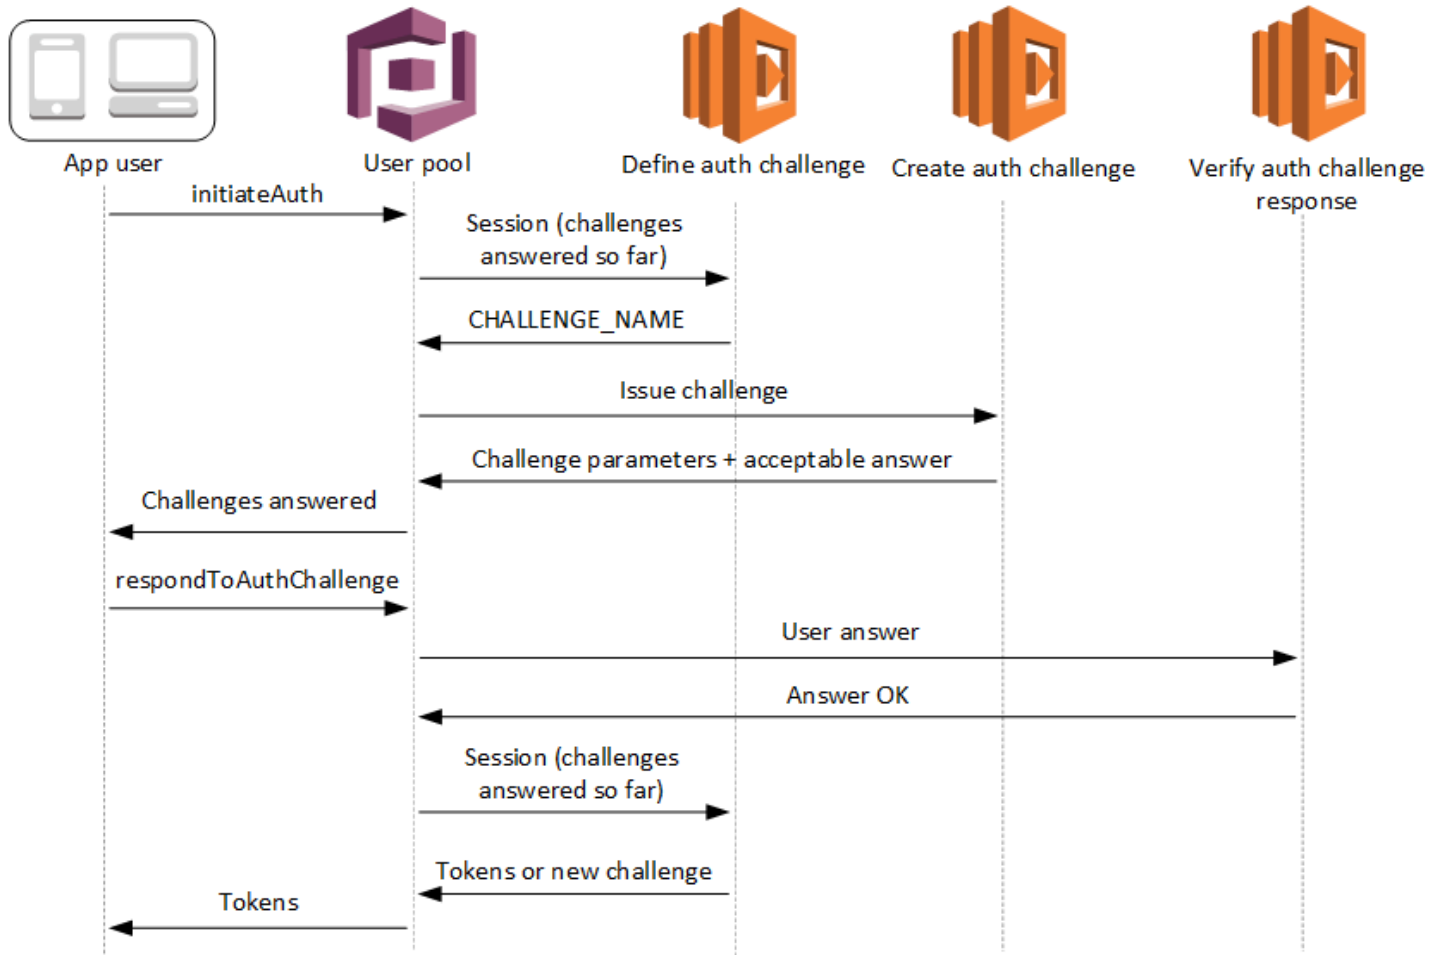 App user
User pool
Define auth challenge
Create auth challenge
Verify auth challenge
response
initiateAuth
Session (challenges
answered so far)
CHALLENGE_NAME
Issue challenge
Challenge parameters + acceptable answer
Challenges answered
respondToAuthChallenge
User answer
Answer OK
Session (challenges
answered so far)
Tokens or new challenge
Tokens